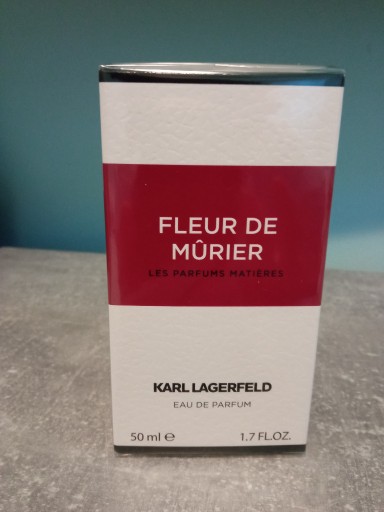 FLEUR DE
MÛRIER
LES PARFUMS MATIÈRES
KARL LAGERFELD
EAU DE PARFUM
50 ml ℮ 1.7 FL.OZ.